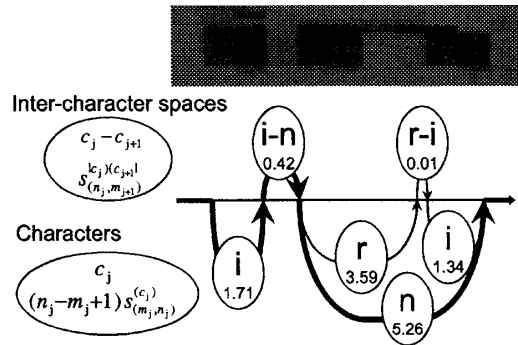 Inter-character spaces
c_j − c_{j+1}
s^{|c_j)(c_{j+1}|}_{(n_j, m_{j+1})}
i−n
0.42
r−i
0.01
Characters
c_j
(n_j−m_j+1) s^{(c_j)}_{(m_j, n_j)}
i
1.71
r
3.59
i
1.34
n
5.26